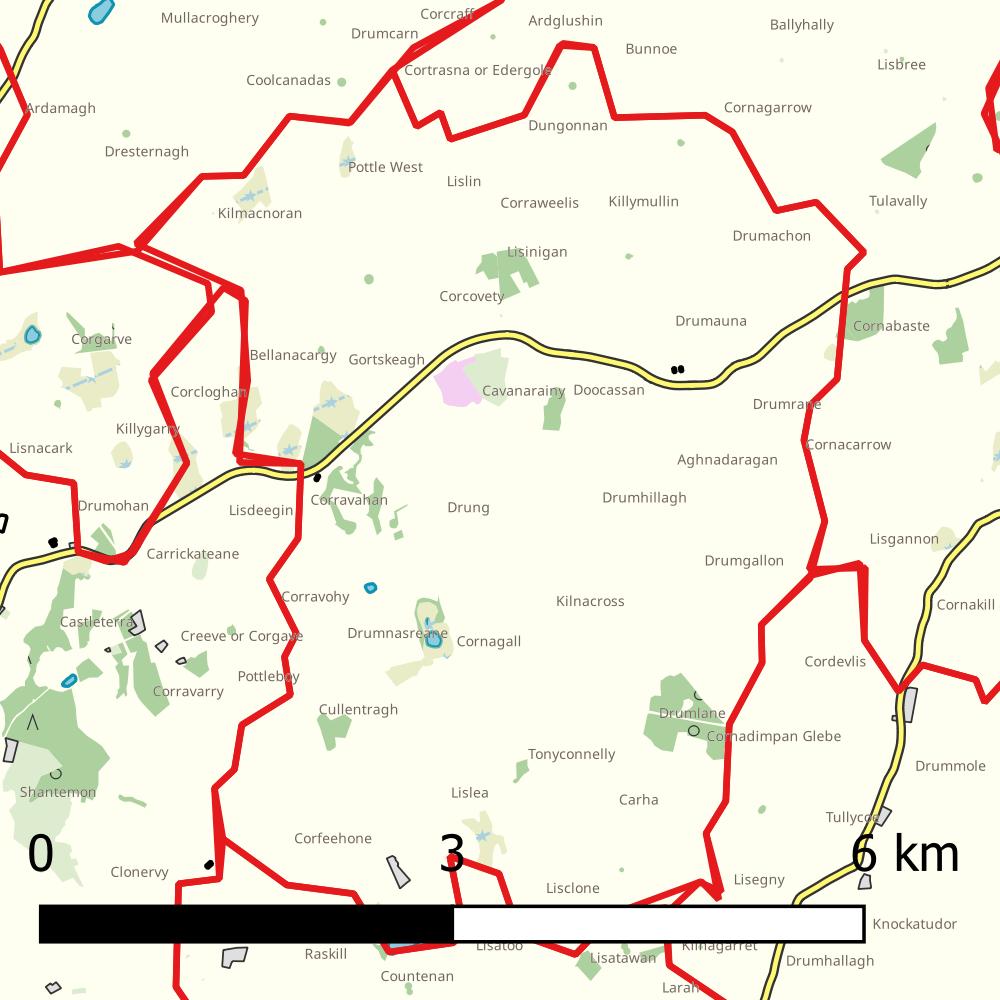 Corcraff
Mullacroghery
Ardglushin
Ballyhally
Drumcarn
Bunnoe
Lisbree
Cortrasna or Edergole
Coolcanadas
Ardamagh
Cornagarrow
Dungonnan
Dresternagh
Pottle West
Lislin
Tulavally
Corraweelis
Killymullin
Kilmacnoran
Drumachon
Lisinigan
Corcovety
Drumauna
Cornabaste
Corgarve
Bellanacargy
Gortskeagh
Corcloghan
Cavanarainy
Doocassan
Drumrane
Killygarry
Cornacarrow
Lisnacark
Aghnadaragan
Drumhillagh
Corravahan
Drumohan
Lisdeegin
Drung
Lisgannon
Carrickateane
Drumgallon
Corravohy
Kilnacross
Cornakill
Castleterra
Creeve or Corgave
Drumnasreane
Cornagall
Cordevlis
Pottleboy
Corravarry
Cullentragh
Drumlane
Cornadimpan Glebe
Tonyconnelly
Drummole
Shantemon
Lislea
Carha
Tullycoe
Corfeehone
0
3
6 km
Clonervy
Lisclone
Lisegny
Knockatudor
Raskill
Lisatoo
Kilnagarret
Lisatawan
Drumhallagh
Countenan
Larah